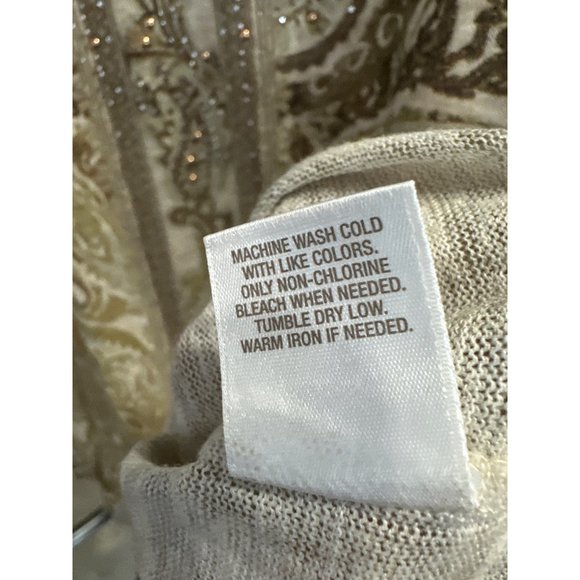 MACHINE WASH COLD
WITH LIKE COLORS.
ONLY NON-CHLORINE
BLEACH WHEN NEEDED.
TUMBLE DRY LOW.
WARM IRON IF NEEDED.